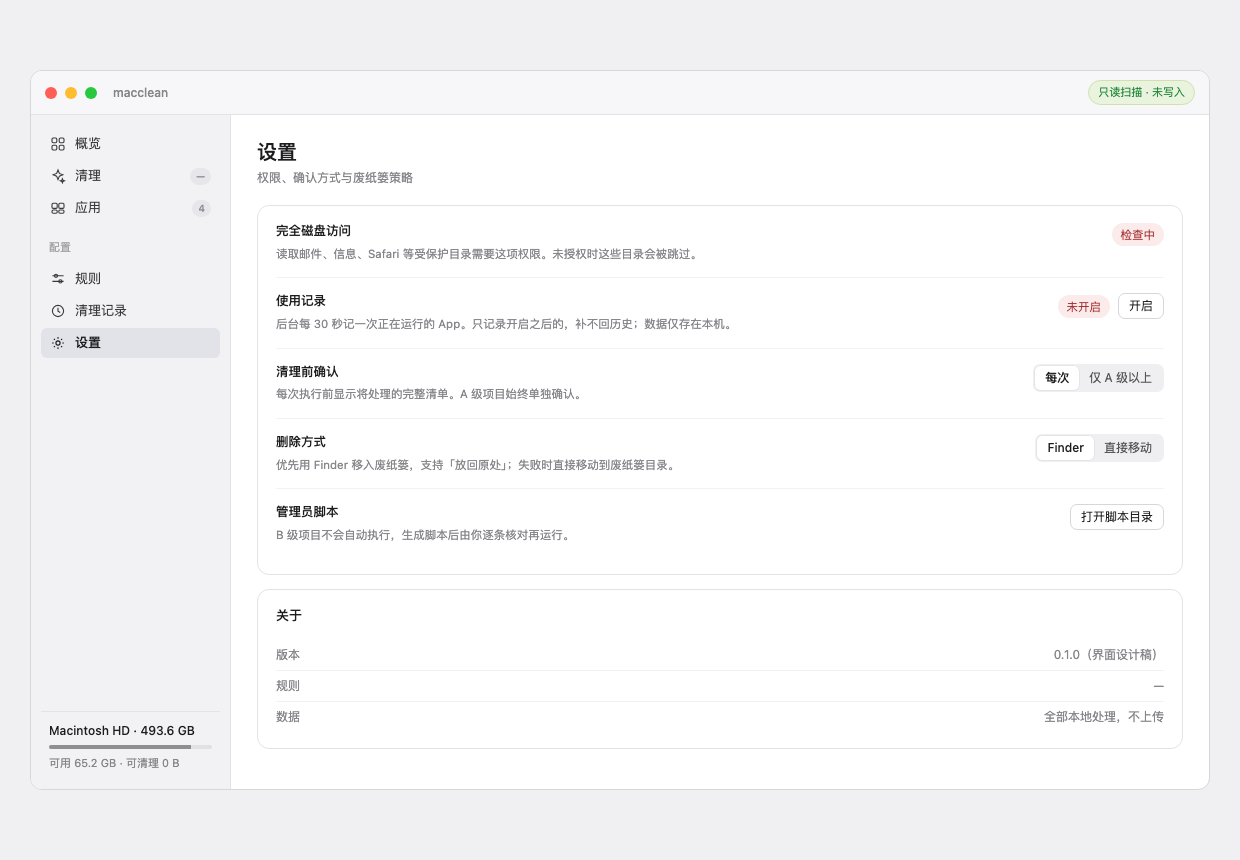 macclean
只读扫描 · 未写入
概览
清理 —
应用 4
配置
规则
清理记录
设置
Macintosh HD · 493.6 GB
可用 65.2 GB · 可清理 0 B
设置
权限、确认方式与废纸篓策略
完全磁盘访问
读取邮件、信息、Safari 等受保护目录需要这项权限。未授权时这些目录会被跳过。
检查中
使用记录
后台每 30 秒记一次正在运行的 App。只记录开启之后的，补不回历史；数据仅存在本机。
未开启 开启
清理前确认
每次执行前显示将处理的完整清单。A 级项目始终单独确认。
每次 仅 A 级以上
删除方式
优先用 Finder 移入废纸篓，支持「放回原处」；失败时直接移动到废纸篓目录。
Finder 直接移动
管理员脚本
B 级项目不会自动执行，生成脚本后由你逐条核对再运行。
打开脚本目录
关于
版本 0.1.0（界面设计稿）
规则 —
数据 全部本地处理，不上传